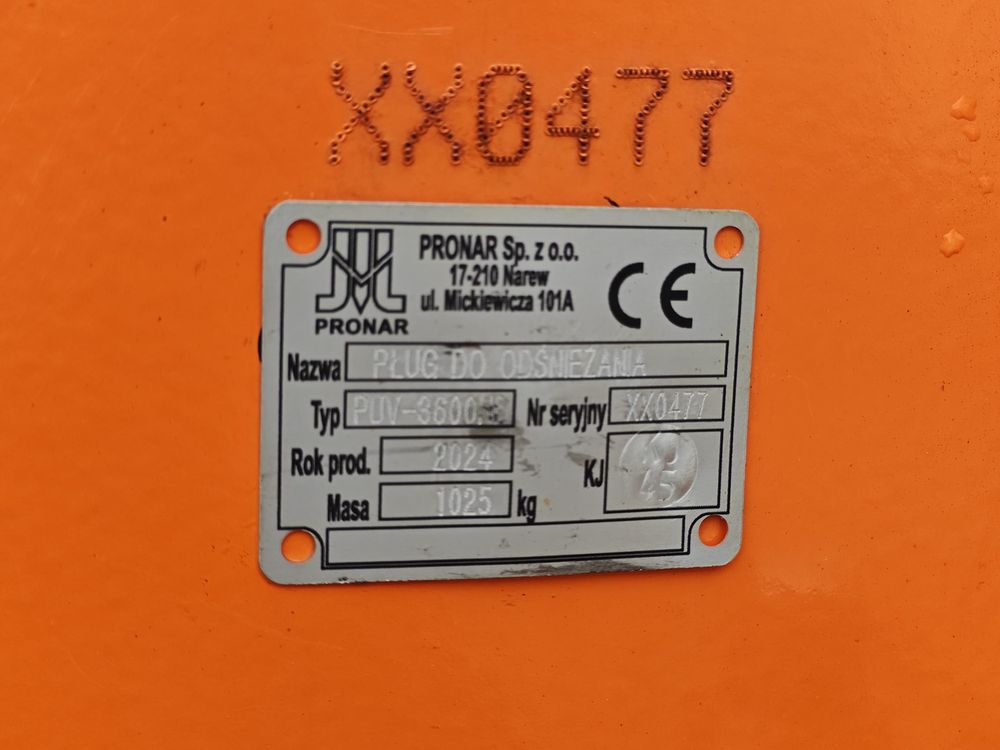 XX0477
PRONAR
PRONAR Sp. z o.o.
17-210 Narew
ul. Mickiewicza 101A
CE
Nazwa PŁUG DO ODŚNIEŻANIA
Typ Nr seryjny XX0477
Rok prod. 2024
KJ 45
Masa 1025 kg